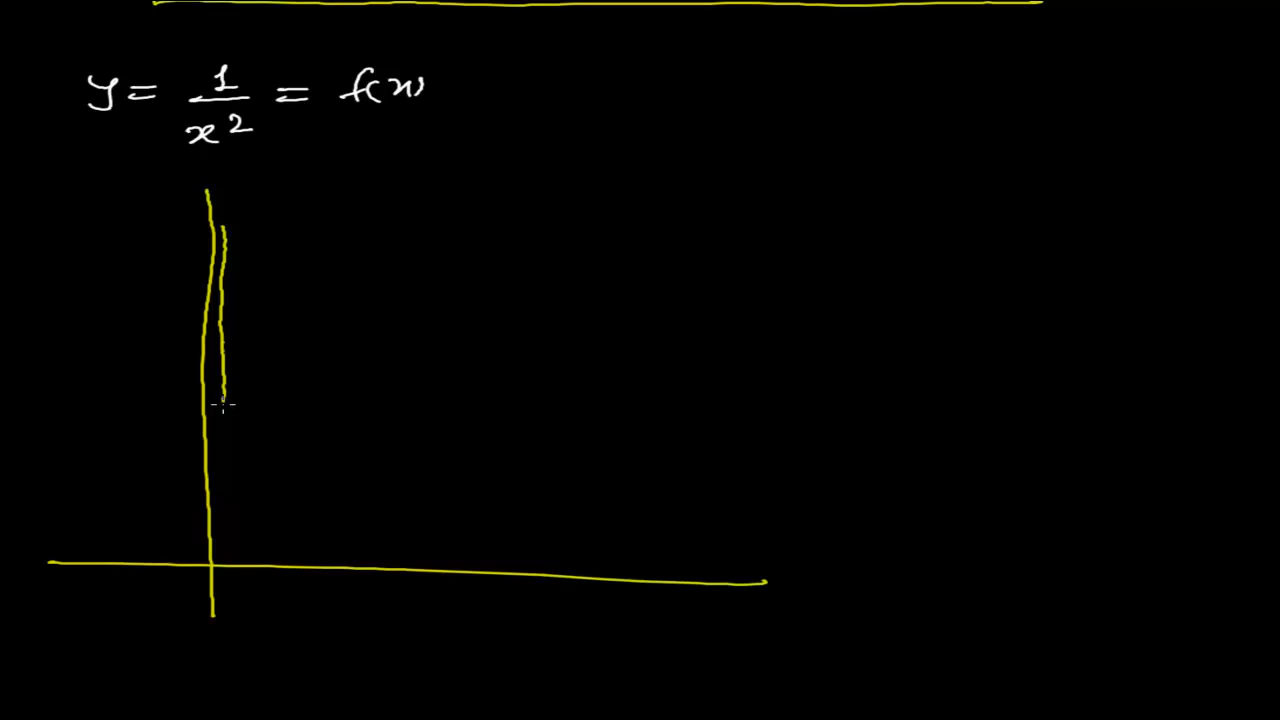 y = 1/x² = f(x)